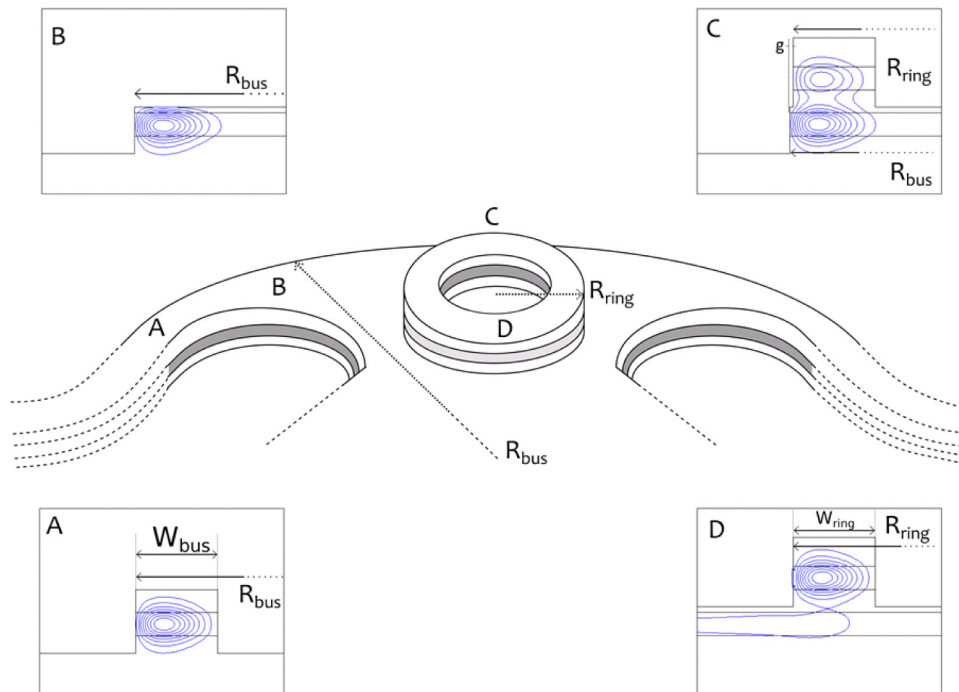 B
R_bus
C
g
R_ring
R_bus
C
B
A
R_ring
D
R_bus
A
W_bus
R_bus
D
W_ring
R_ring